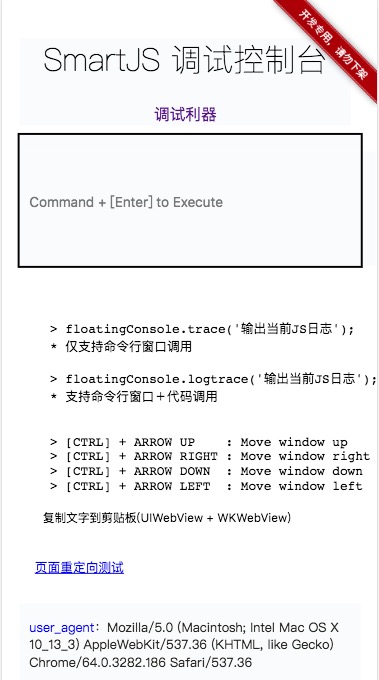 开发专用，请勿下架
SmartJS 调试控制台
调试利器
Command + [Enter] to Execute
> floatingConsole.trace('输出当前JS日志');
* 仅支持命令行窗口调用
> floatingConsole.logtrace('输出当前JS日志');
* 支持命令行窗口＋代码调用
> [CTRL] + ARROW UP    : Move window up
> [CTRL] + ARROW RIGHT : Move window right
> [CTRL] + ARROW DOWN  : Move window down
> [CTRL] + ARROW LEFT  : Move window left
复制文字到剪贴板(UIWebView + WKWebView)
页面重定向测试
user_agent：Mozilla/5.0 (Macintosh; Intel Mac OS X
10_13_3) AppleWebKit/537.36 (KHTML, like Gecko)
Chrome/64.0.3282.186 Safari/537.36